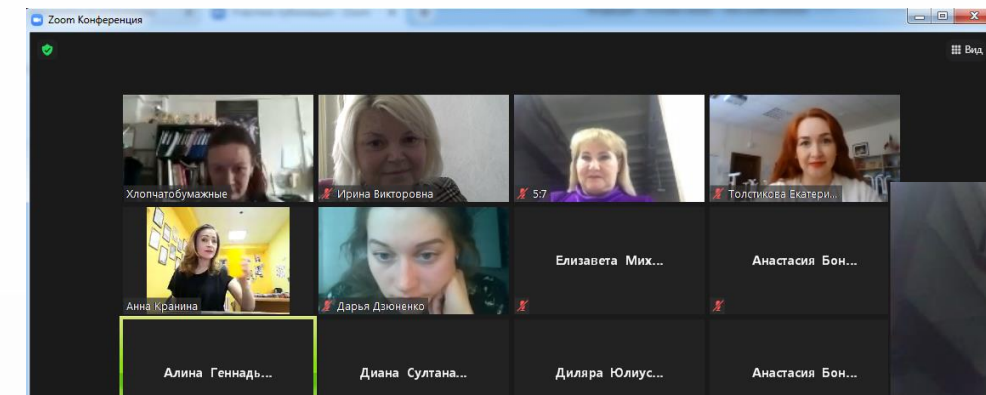 Zoom Конференция
Вид
Хлопчатобумажные
Ирина Викторовна
5:7
Толстикова Екатери...
Анна Кранина
Дарья Дзюненко
Елизавета Мих...
Анастасия Бон...
Алина Геннадь...
Диана Султана...
Диляра Юлиус...
Анастасия Бон...